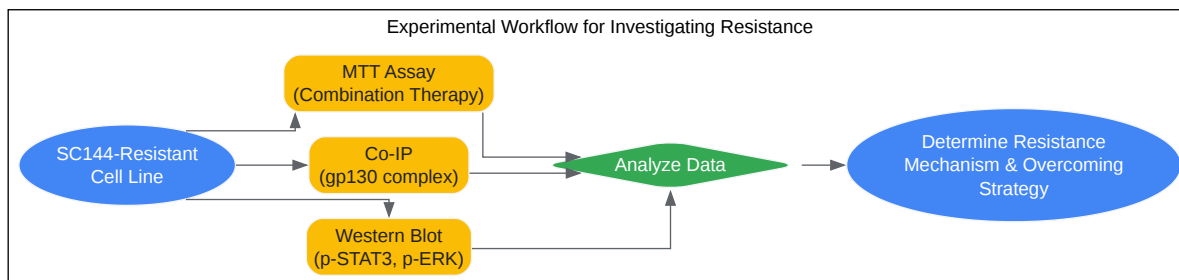 Experimental Workflow for Investigating Resistance
MTT Assay
(Combination Therapy)
SC144-Resistant
Cell Line
Co-IP
(gp130 complex)
Western Blot
(p-STAT3, p-ERK)
Analyze Data
Determine Resistance
Mechanism & Overcoming
Strategy